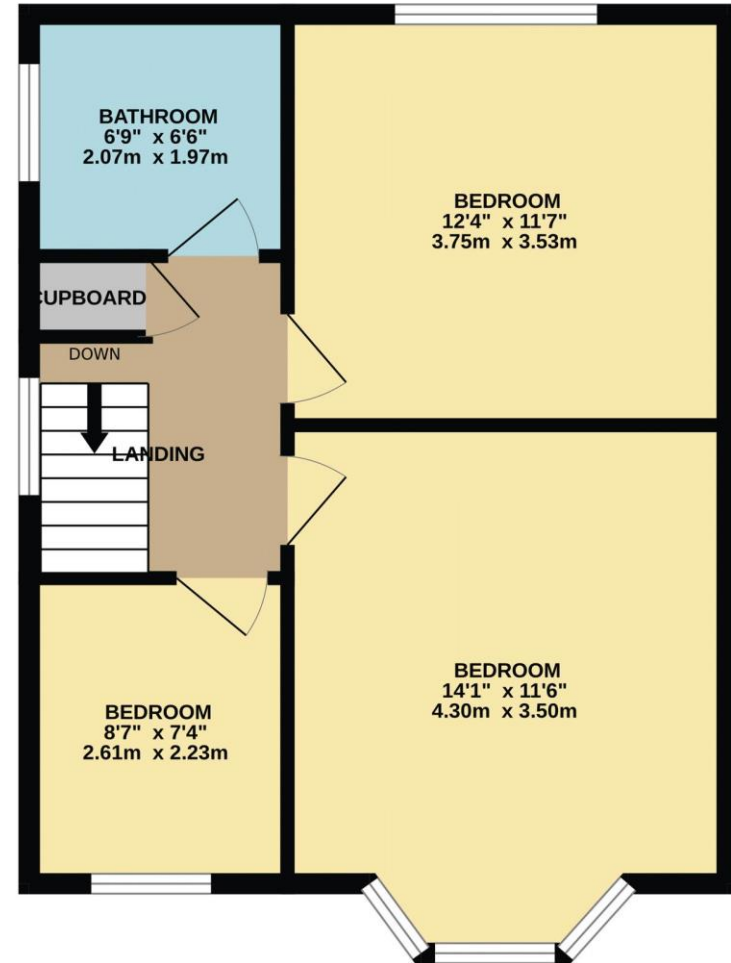 BATHROOM
6'9" x 6'6"
2.07m x 1.97m
BEDROOM
12'4" x 11'7"
3.75m x 3.53m
CUPBOARD
DOWN
LANDING
BEDROOM
14'1" x 11'6"
4.30m x 3.50m
BEDROOM
8'7" x 7'4"
2.61m x 2.23m